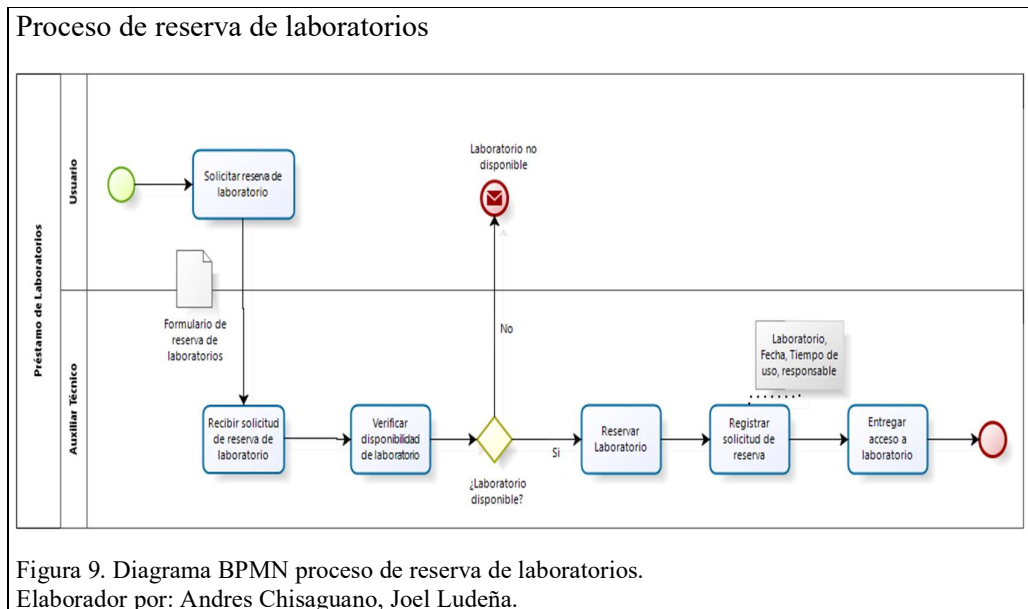 Proceso de reserva de laboratorios
Préstamo de Laboratorios
Usuario
Solicitar reserva de
laboratorio
Laboratorio no
disponible
Auxiliar Técnico
Formulario de
reserva de
laboratorios
No
Laboratorio,
Fecha, Tiempo de
uso, responsable
Recibir solicitud
de reserva de
laboratorio
Verificar
disponibilidad
de laboratorio
¿Laboratorio
disponible?
Si
Reservar
Laboratorio
Registrar
solicitud de
reserva
Entregar
acceso a
laboratorio
Figura 9. Diagrama BPMN proceso de reserva de laboratorios.
Elaborador por: Andres Chisaguano, Joel Ludeña.